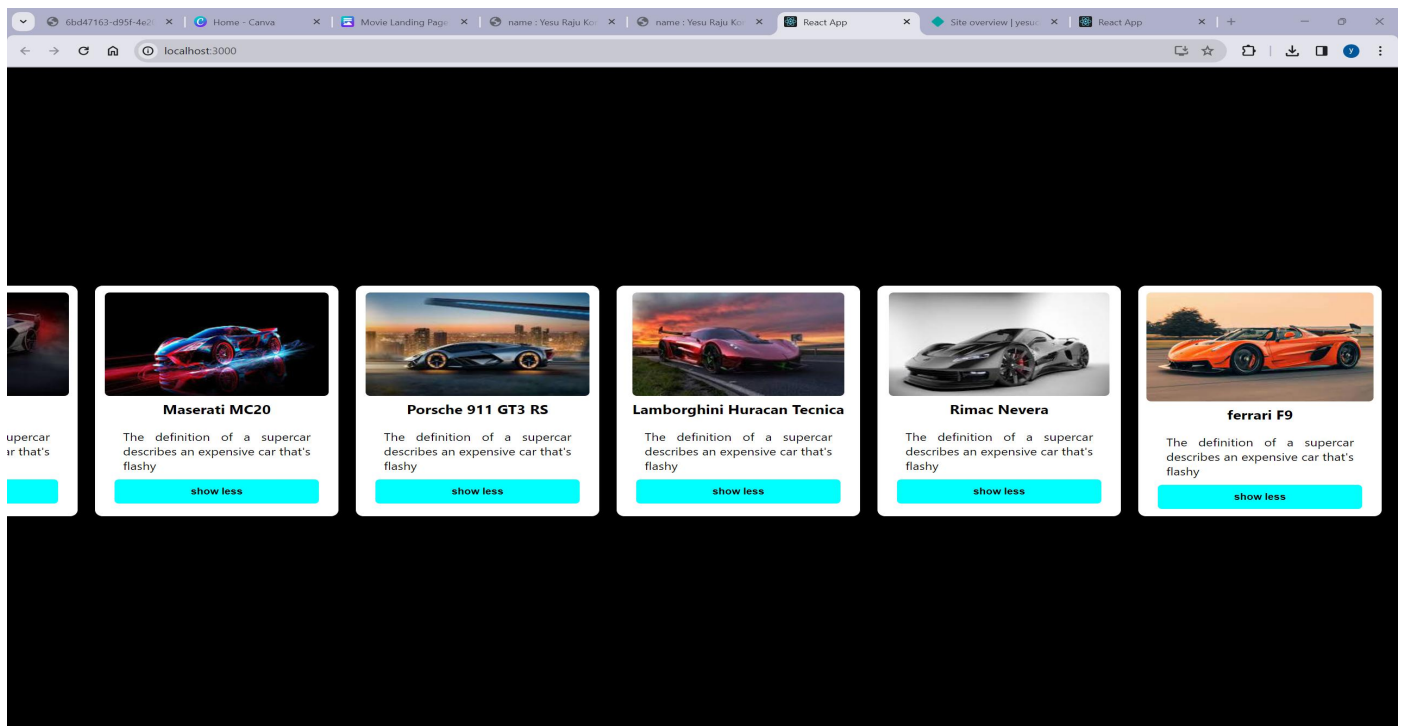 6bd47163-d95f-4e2
Home - Canva
Movie Landing Page
name : Yesu Raju Ko
name : Yesu Raju Ko
React App
Site overview | yesu
React App
localhost:3000
y
upercar
r that's
Maserati MC20
The definition of a supercar
describes an expensive car that's
flashy
show less
Porsche 911 GT3 RS
The definition of a supercar
describes an expensive car that's
flashy
show less
Lamborghini Huracan Tecnica
The definition of a supercar
describes an expensive car that's
flashy
show less
Rimac Nevera
The definition of a supercar
describes an expensive car that's
flashy
show less
ferrari F9
The definition of a supercar
describes an expensive car that's
flashy
show less